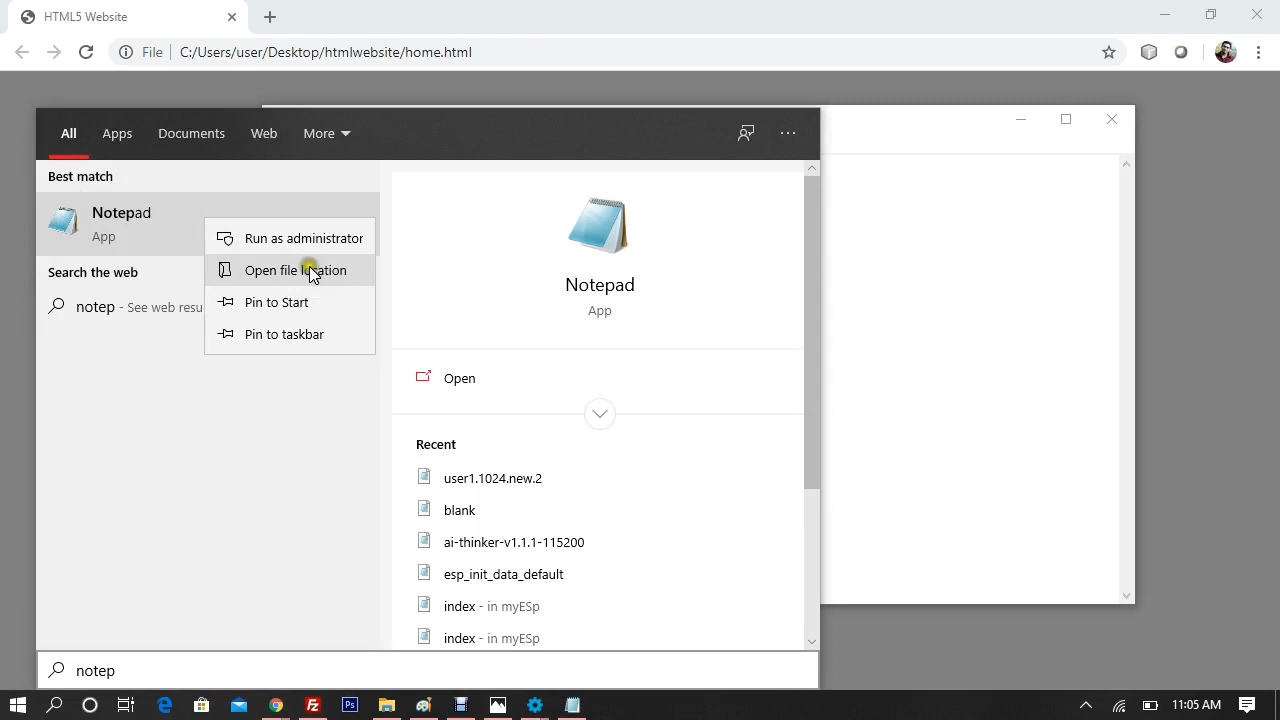 HTML5 Website
File
C:/Users/user/Desktop/htmlwebsite/home.html
All Apps Documents Web More
Best match
Notepad
App
Search the web
notep - See web resu
Run as administrator
Open file location
Pin to Start
Pin to taskbar
Notepad
App
Open
Recent
user1.1024.new.2
blank
ai-thinker-v1.1.1-115200
esp_init_data_default
index - in myESp
index - in myESp
notep
11:05 AM